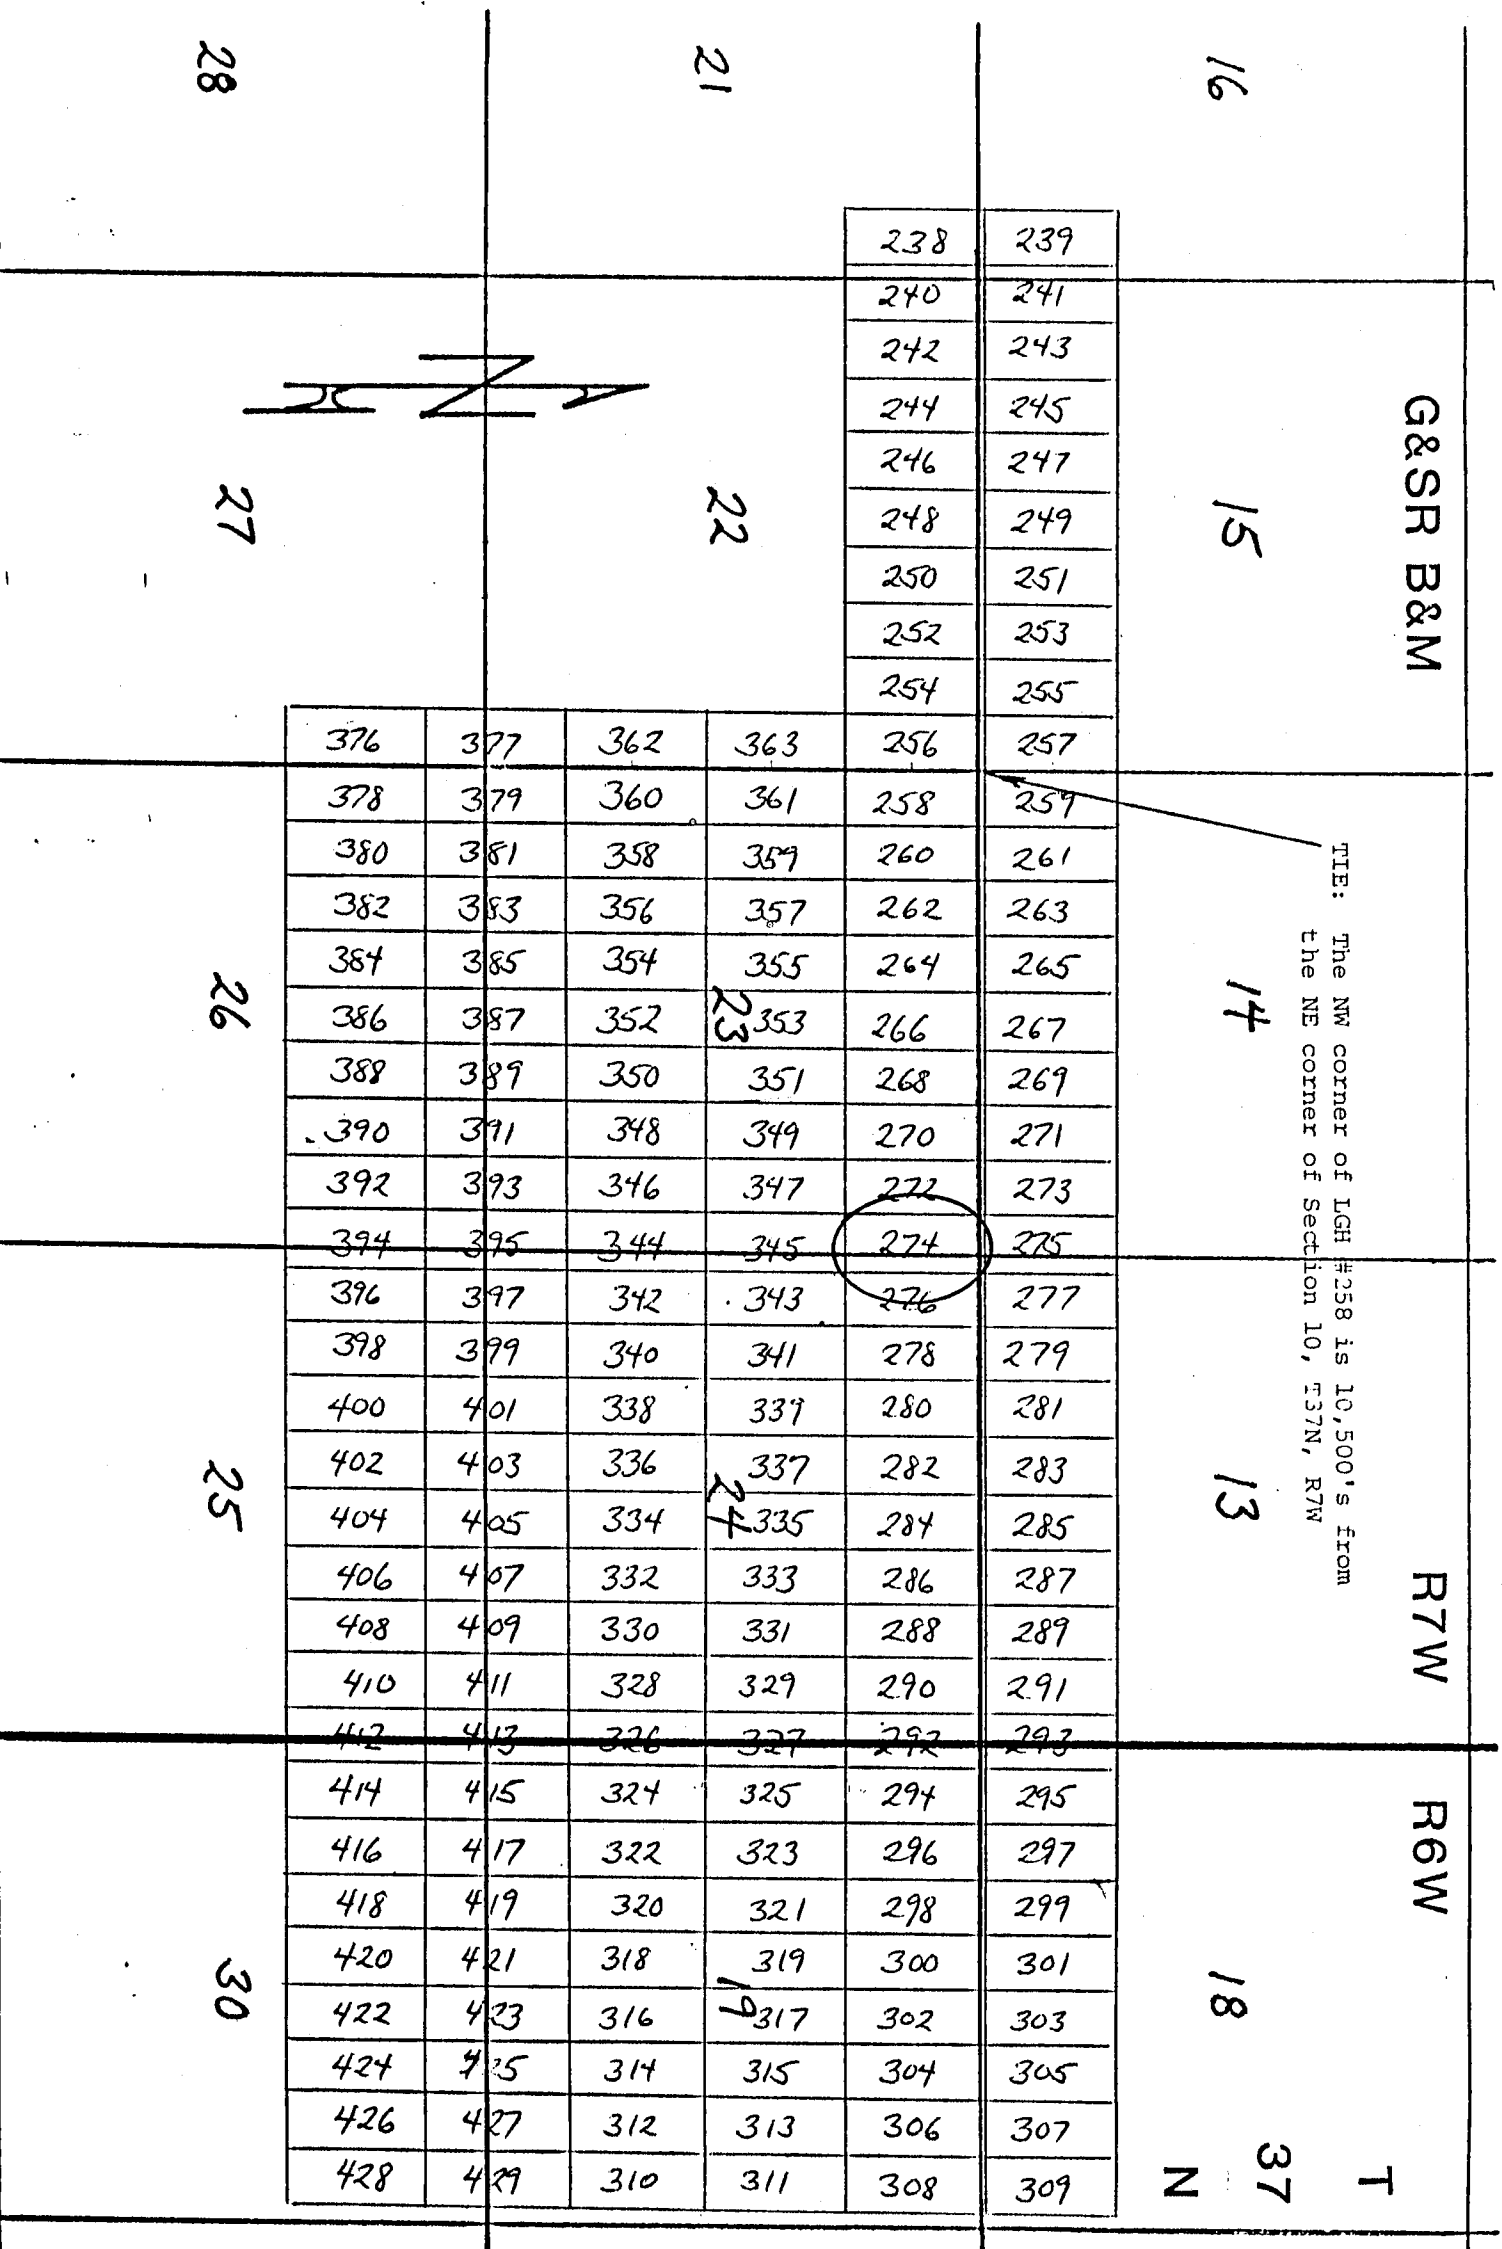 G&SR B&M
R7W
R6W
T
37
N
TIE: The NW corner of LGH #258 is 10,500's from
the NE corner of Section 10, T37N, R7W
16
15
14
13
18
21
22
23
24
19
28
27
26
25
30
238 239
240 241
242 243
244 245
246 247
248 249
250 251
252 253
254 255
376 377 362 363 256 257
378 379 360 361 258 259
380 381 358 359 260 261
382 383 356 357 262 263
384 385 354 355 264 265
386 387 352 353 266 267
388 389 350 351 268 269
390 391 348 349 270 271
392 393 346 347 272 273
394 395 344 345 274 275
396 397 342 343 276 277
398 399 340 341 278 279
400 401 338 339 280 281
402 403 336 337 282 283
404 405 334 335 284 285
406 407 332 333 286 287
408 409 330 331 288 289
410 411 328 329 290 291
412 413 326 327 292 293
414 415 324 325 294 295
416 417 322 323 296 297
418 419 320 321 298 299
420 421 318 319 300 301
422 423 316 317 302 303
424 425 314 315 304 305
426 427 312 313 306 307
428 429 310 311 308 309
N